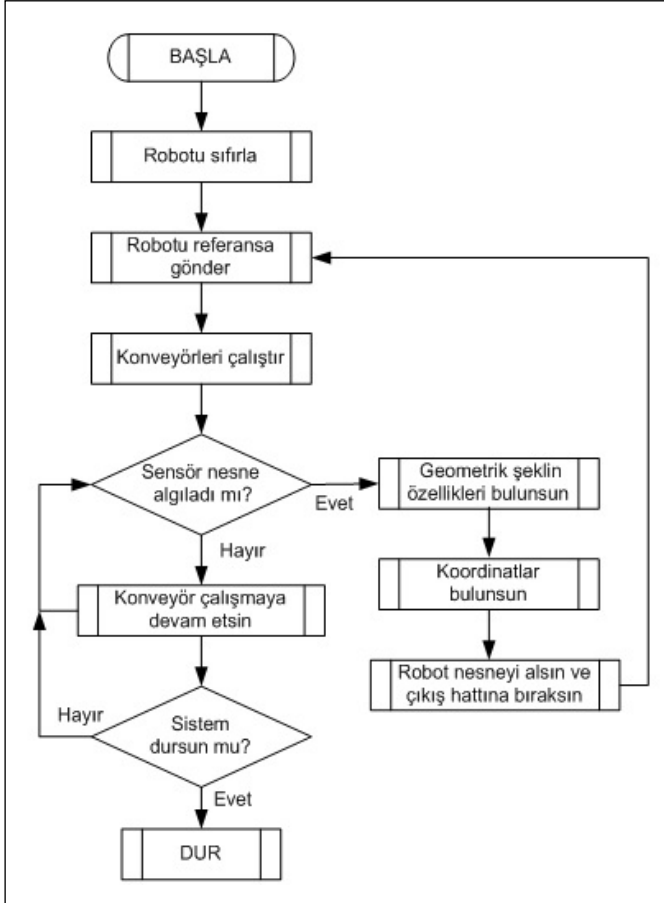 BAŞLA
Robotu sıfırla
Robotu referansa
gönder
Konveyörleri çalıştır
Sensör nesne
algıladı mı?
Evet
Geometrik şeklin
özellikleri bulunsun
Hayır
Koordinatlar
bulunsun
Konveyör çalışmaya
devam etsin
Robot nesneyi alsın ve
çıkış hattına bıraksın
Hayır
Sistem
dursun mu?
Evet
DUR